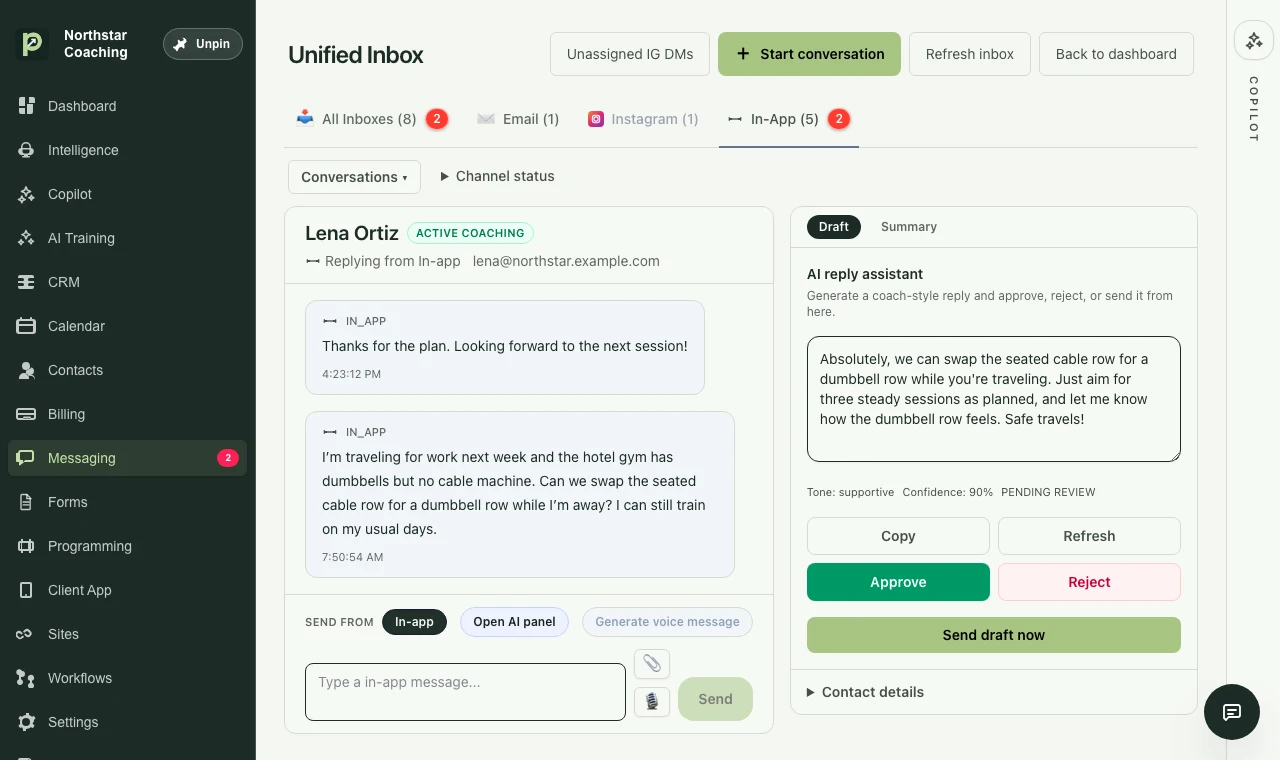 Northstar
Coaching
Unpin
Dashboard
Intelligence
Copilot
AI Training
CRM
Calendar
Contacts
Billing
Messaging
2
Forms
Programming
Client App
Sites
Workflows
Settings
Unified Inbox
Unassigned IG DMs
+ Start conversation
Refresh inbox
Back to dashboard
All Inboxes (8) 2
Email (1)
Instagram (1)
In-App (5) 2
Conversations ▾
▶ Channel status
Lena Ortiz ACTIVE COACHING
Replying from In-app lena@northstar.example.com
IN_APP
Thanks for the plan. Looking forward to the next session!
4:23:12 PM
IN_APP
I’m traveling for work next week and the hotel gym has
dumbbells but no cable machine. Can we swap the seated
cable row for a dumbbell row while I’m away? I can still train
on my usual days.
7:50:54 AM
SEND FROM In-app Open AI panel Generate voice message
Type a in-app message...
Send
Draft Summary
AI reply assistant
Generate a coach-style reply and approve, reject, or send it from
here.
Absolutely, we can swap the seated cable row for a
dumbbell row while you're traveling. Just aim for
three steady sessions as planned, and let me know
how the dumbbell row feels. Safe travels!
Tone: supportive Confidence: 90% PENDING REVIEW
Copy Refresh
Approve Reject
Send draft now
▶ Contact details
COPILOT